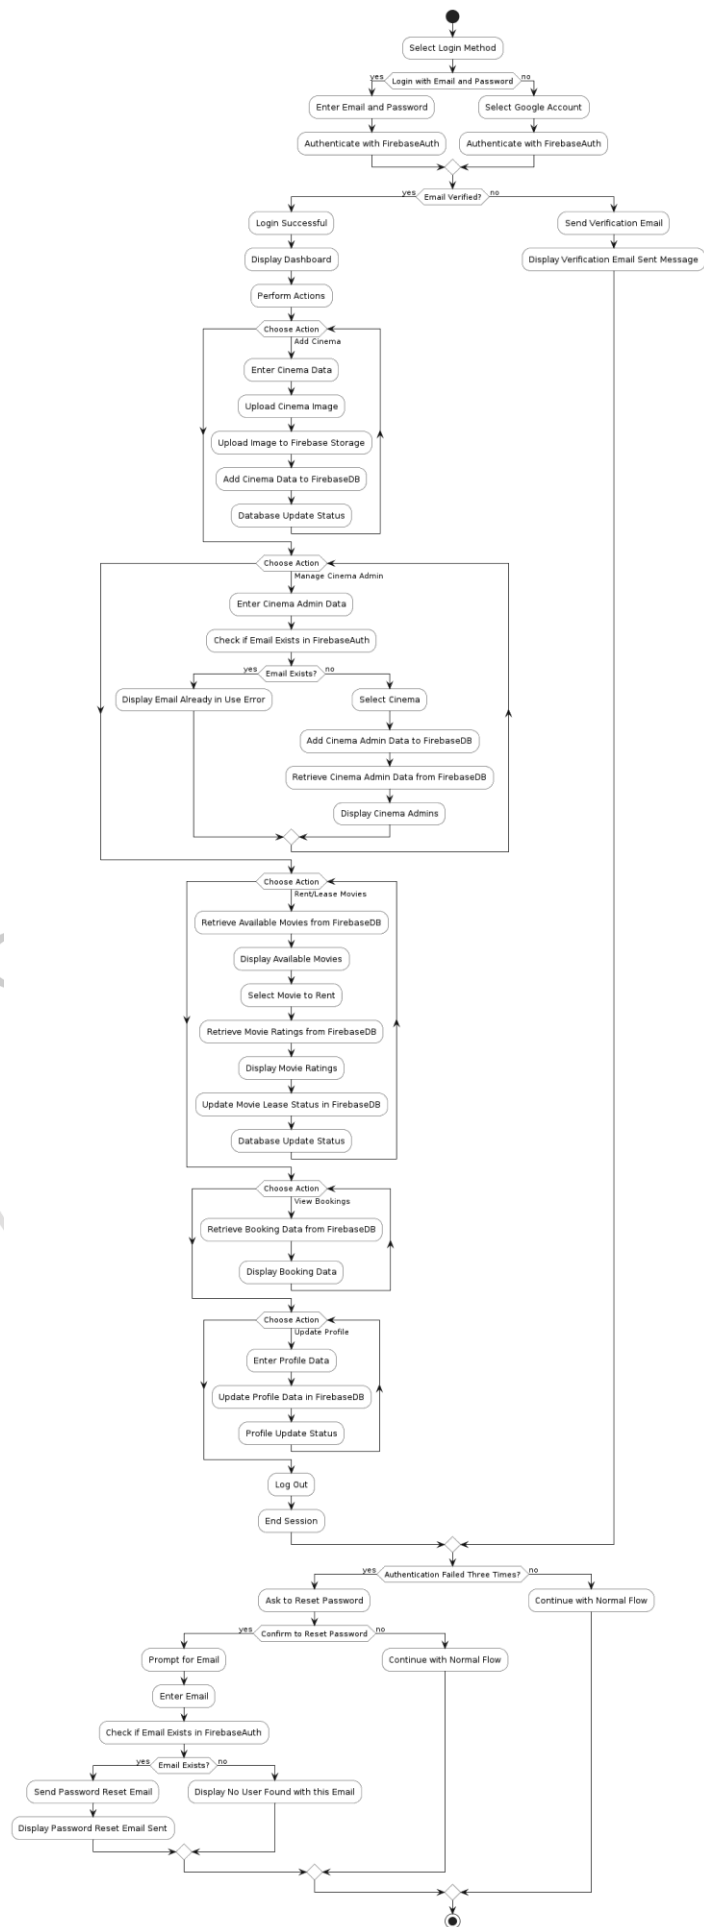 Select Login Method
yes
Login with Email and Password
no
Enter Email and Password
Select Google Account
Authenticate with FirebaseAuth
Authenticate with FirebaseAuth
yes
Email Verified?
no
Login Successful
Send Verification Email
Display Dashboard
Display Verification Email Sent Message
Perform Actions
Choose Action
Add Cinema
Enter Cinema Data
Upload Cinema Image
Upload Image to Firebase Storage
Add Cinema Data to FirebaseDB
Database Update Status
Choose Action
Manage Cinema Admin
Enter Cinema Admin Data
Check if Email Exists in FirebaseAuth
yes
Email Exists?
no
Display Email Already in Use Error
Select Cinema
Add Cinema Admin Data to FirebaseDB
Retrieve Cinema Admin Data from FirebaseDB
Display Cinema Admins
Choose Action
Rent/Lease Movies
Retrieve Available Movies from FirebaseDB
Display Available Movies
Select Movie to Rent
Retrieve Movie Ratings from FirebaseDB
Display Movie Ratings
Update Movie Lease Status in FirebaseDB
Database Update Status
Choose Action
View Bookings
Retrieve Booking Data from FirebaseDB
Display Booking Data
Choose Action
Update Profile
Enter Profile Data
Update Profile Data in FirebaseDB
Profile Update Status
Log Out
End Session
yes
Authentication Failed Three Times?
no
Ask to Reset Password
Continue with Normal Flow
yes
Confirm to Reset Password
no
Prompt for Email
Continue with Normal Flow
Enter Email
Check if Email Exists in FirebaseAuth
yes
Email Exists?
no
Send Password Reset Email
Display No User Found with this Email
Display Password Reset Email Sent